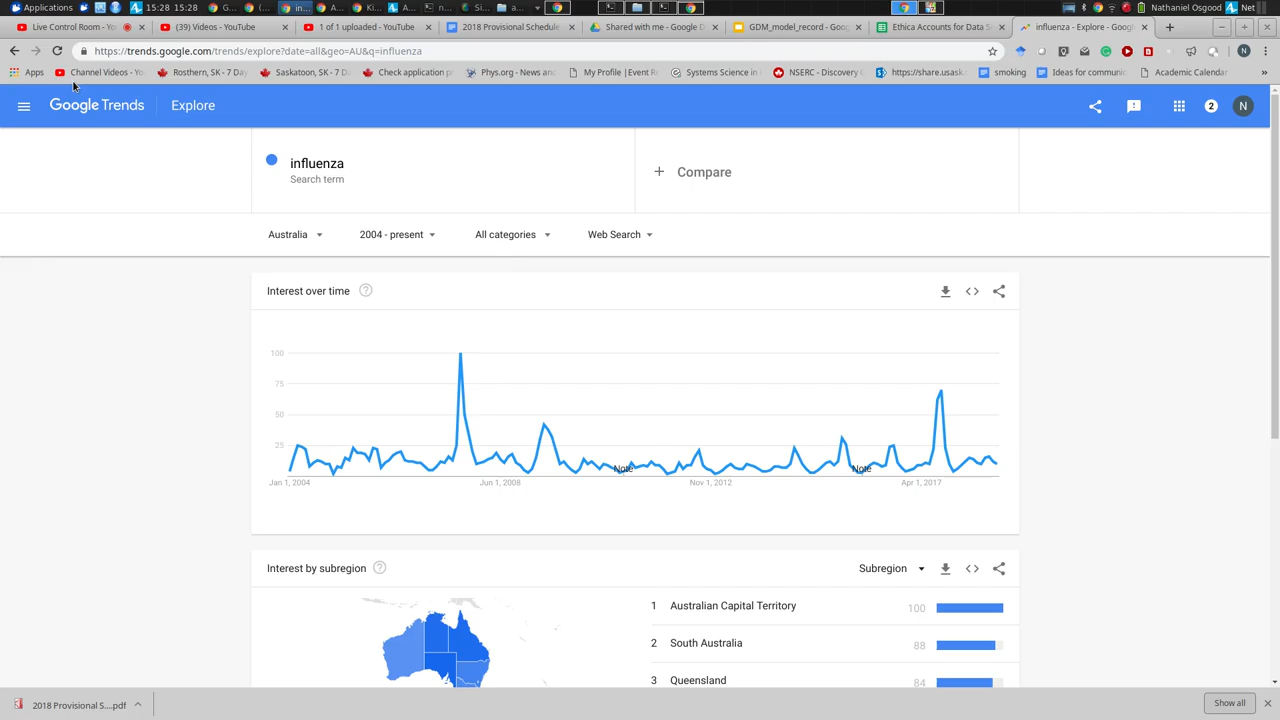 Applications 15:28 15:28 Nathaniel Osgood Net
Live Control Room - Yo (39) Videos - YouTube 1 of 1 uploaded - YouTube 2018 Provisional Schedule Shared with me - Google D GDM_model_record - Goog Ethica Accounts for Data S influenza - Explore - Goog
https://trends.google.com/trends/explore?date=all&geo=AU&q=influenza
Apps Channel Videos - Yo Rosthern, SK - 7 Day Saskatoon, SK - 7 D Check application p Phys.org - News and My Profile |Event R Systems Science in NSERC - Discovery https://share.usask. smoking Ideas for communi Academic Calendar
Google Trends Explore 2 N
influenza
Search term
+ Compare
Australia 2004 - present All categories Web Search
Interest over time
100
75
50
25
Note Note
Jan 1, 2004 Jun 1, 2008 Nov 1, 2012 Apr 1, 2017
Interest by subregion Subregion
1 Australian Capital Territory 100
2 South Australia 88
3 Queensland 84
2018 Provisional S....pdf Show all